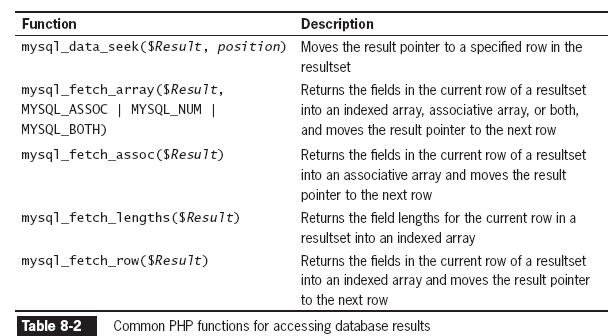 Function Description
mysql_data_seek($Result, position) Moves the result pointer to a specified row in the
resultset
mysql_fetch_array($Result, Returns the fields in the current row of a resultset
MYSQL_ASSOC | MYSQL_NUM | into an indexed array, associative array, or both,
MYSQL_BOTH) and moves the result pointer to the next row
mysql_fetch_assoc($Result) Returns the fields in the current row of a resultset
into an associative array and moves the result
pointer to the next row
mysql_fetch_lengths($Result) Returns the field lengths for the current row in a
resultset into an indexed array
mysql_fetch_row($Result) Returns the fields in the current row of a resultset
into an indexed array and moves the result pointer
to the next row
Table 8-2 Common PHP functions for accessing database results